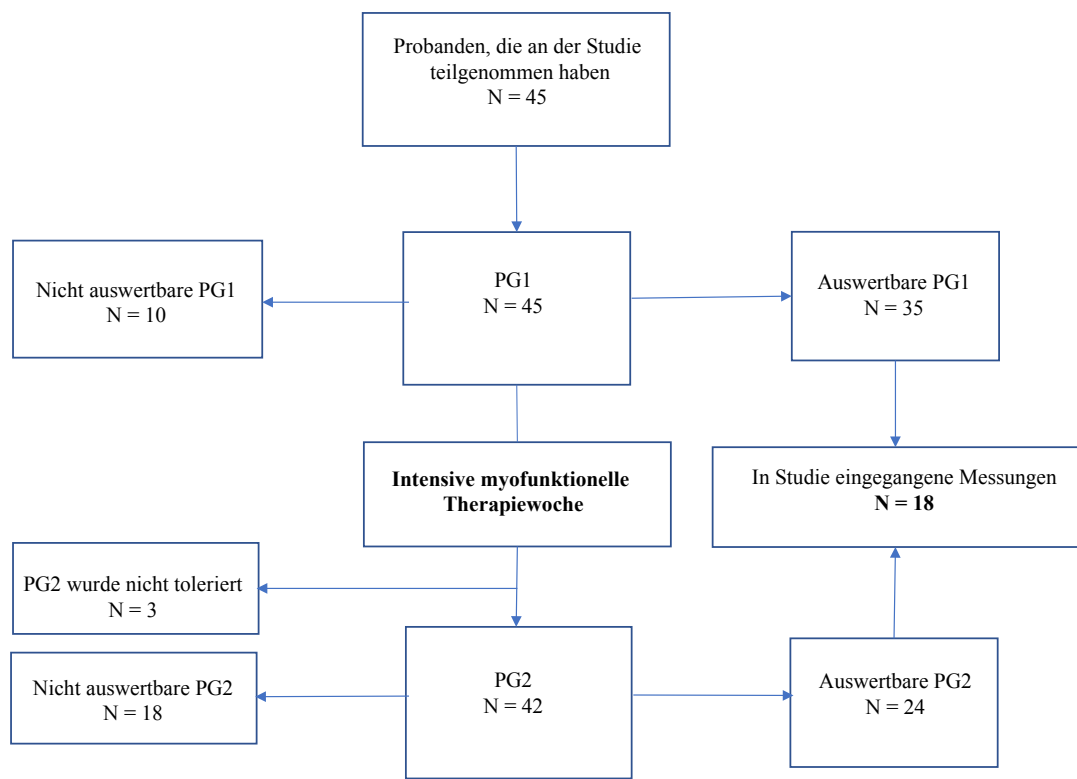 Probanden, die an der Studie
teilgenommen haben
N = 45
Nicht auswertbare PG1
N = 10
PG1
N = 45
Auswertbare PG1
N = 35
Intensive myofunktionelle
Therapiewoche
In Studie eingegangene Messungen
N = 18
PG2 wurde nicht toleriert
N = 3
Nicht auswertbare PG2
N = 18
PG2
N = 42
Auswertbare PG2
N = 24